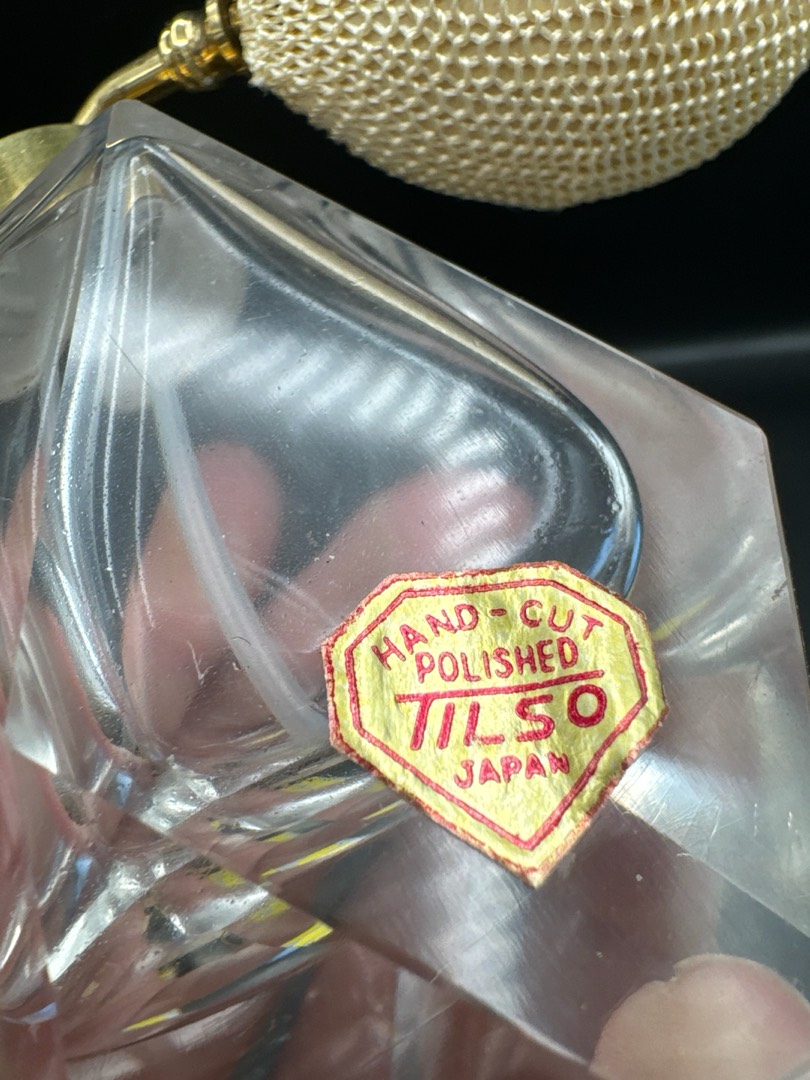 HAND-CUT
POLISHED
TILSO
JAPAN